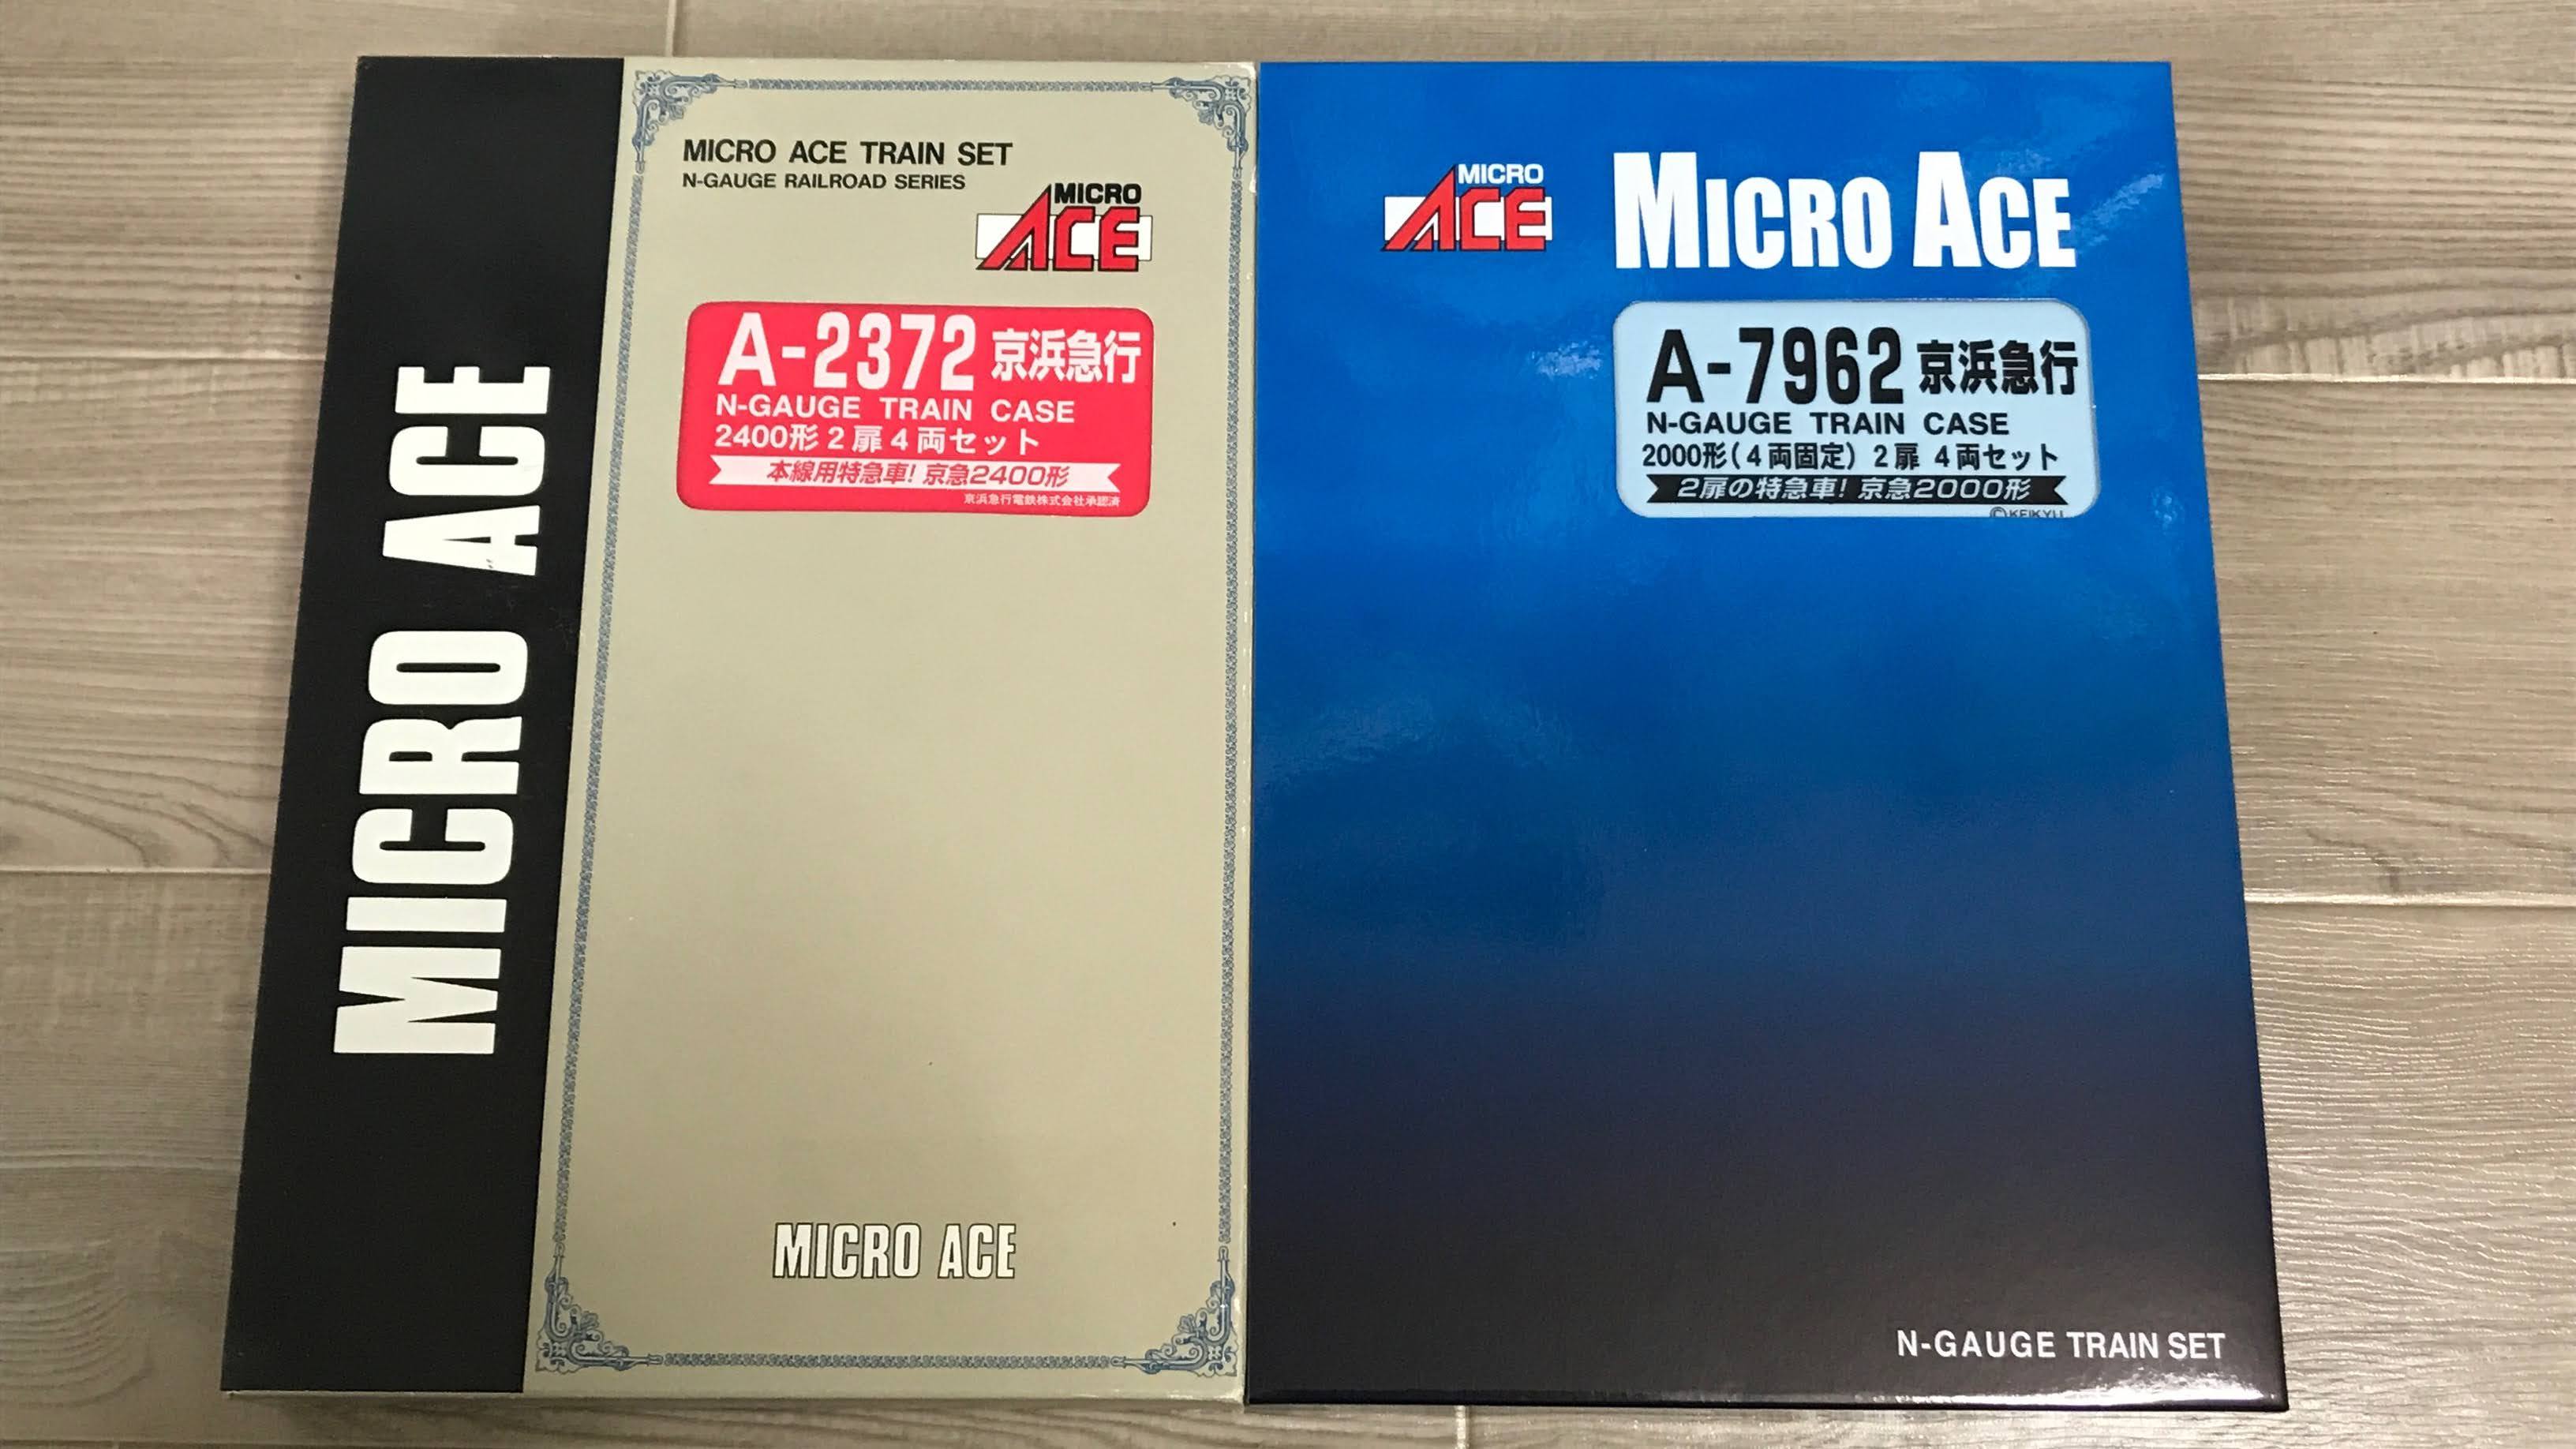 MICRO ACE
MICRO ACE TRAIN SET
N-GAUGE RAILROAD SERIES
MICRO
ACE
A-2372 京浜急行
N-GAUGE TRAIN CASE
2400形2扉4両セット
本線用特急車! 京急2400形
京浜急行電鉄株式会社承認済
MICRO ACE
MICRO
ACE
MICRO ACE
A-7962 京浜急行
N-GAUGE TRAIN CASE
2000形(4両固定) 2扉 4両セット
2扉の特急車! 京急2000形
©KEIKYU
N-GAUGE TRAIN SET